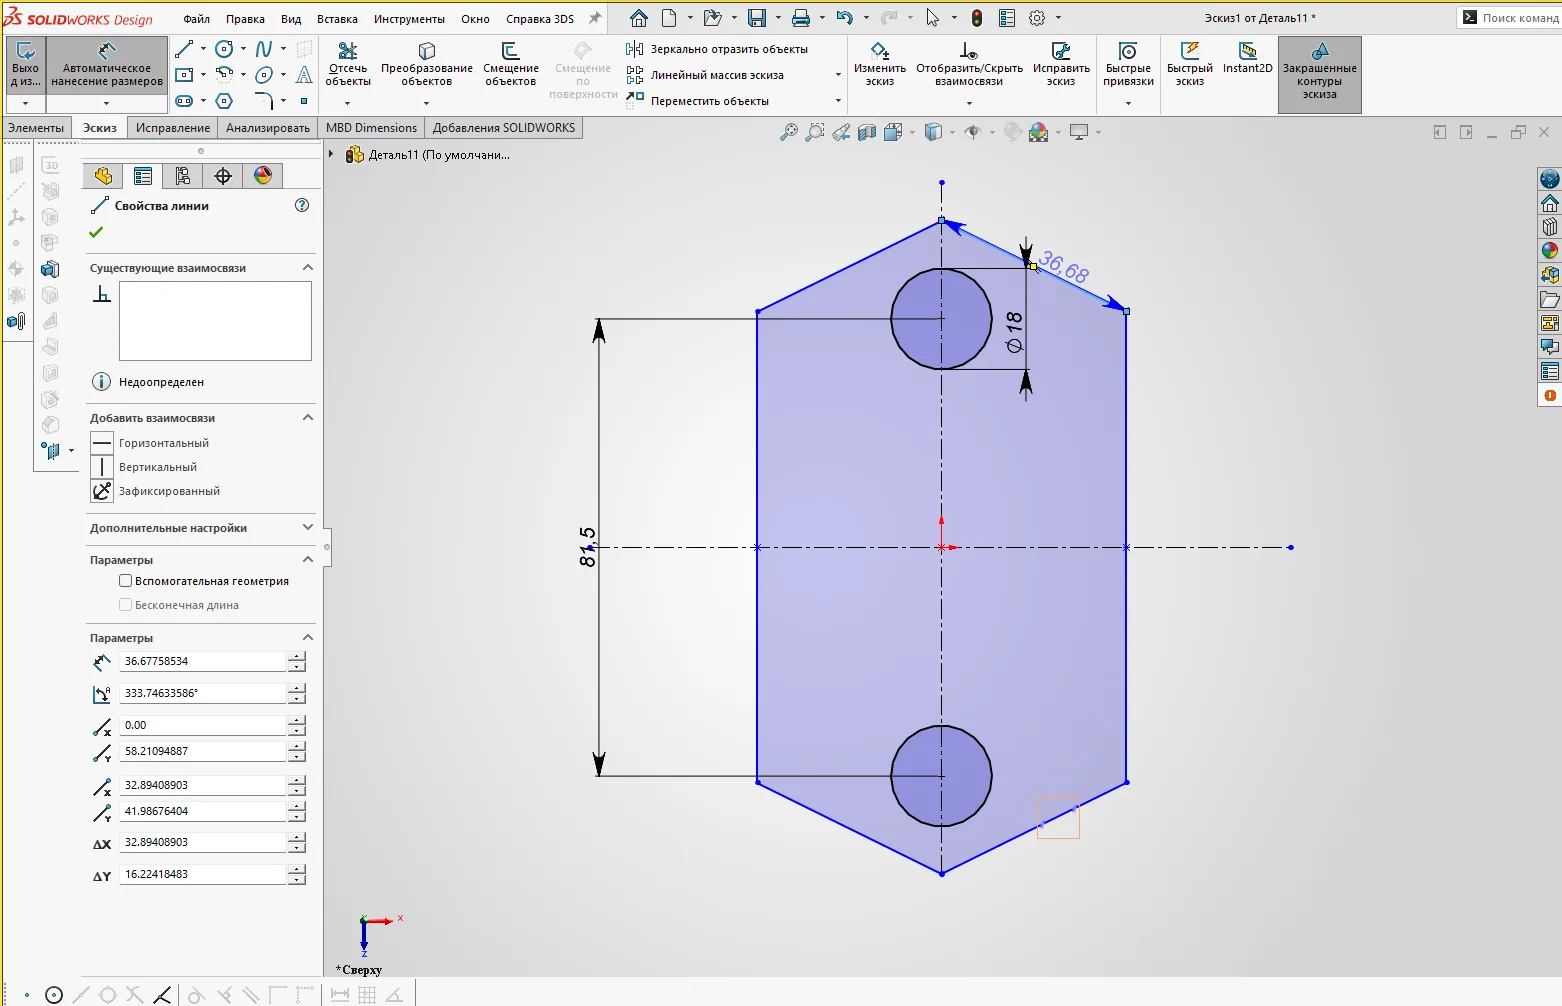 SOLIDWORKS Design
Файл Правка Вид Вставка Инструменты Окно Справка 3DS
Эскиз1 от Деталь11 *
Поиск команд
Выхо
д из...
Автоматическое
нанесение размеров
Отсечь
объекты
Преобразование
объектов
Смещение
объектов
Смещение
по
поверхности
Зеркально отразить объекты
Линейный массив эскиза
Переместить объекты
Изменить
эскиз
Отобразить/Скрыть
взаимосвязи
Исправить
эскиз
Быстрые
привязки
Быстрый
эскиз
Instant2D
Закрашенные
контуры
эскиза
Элементы Эскиз Исправление Анализировать MBD Dimensions Добавления SOLIDWORKS
Деталь11 (По умолчани...
3D
Свойства линии
Существующие взаимосвязи
Недоопределен
Добавить взаимосвязи
Горизонтальный
Вертикальный
Зафиксированный
Дополнительные настройки
Параметры
Вспомогательная геометрия
Бесконечная длина
Параметры
36.67758534
333.74633586°
0.00
58.21094887
32.89408903
41.98676404
ΔX 32.89408903
ΔY 16.22418483
36,68
∅18
81,5
X
Z
*Сверху